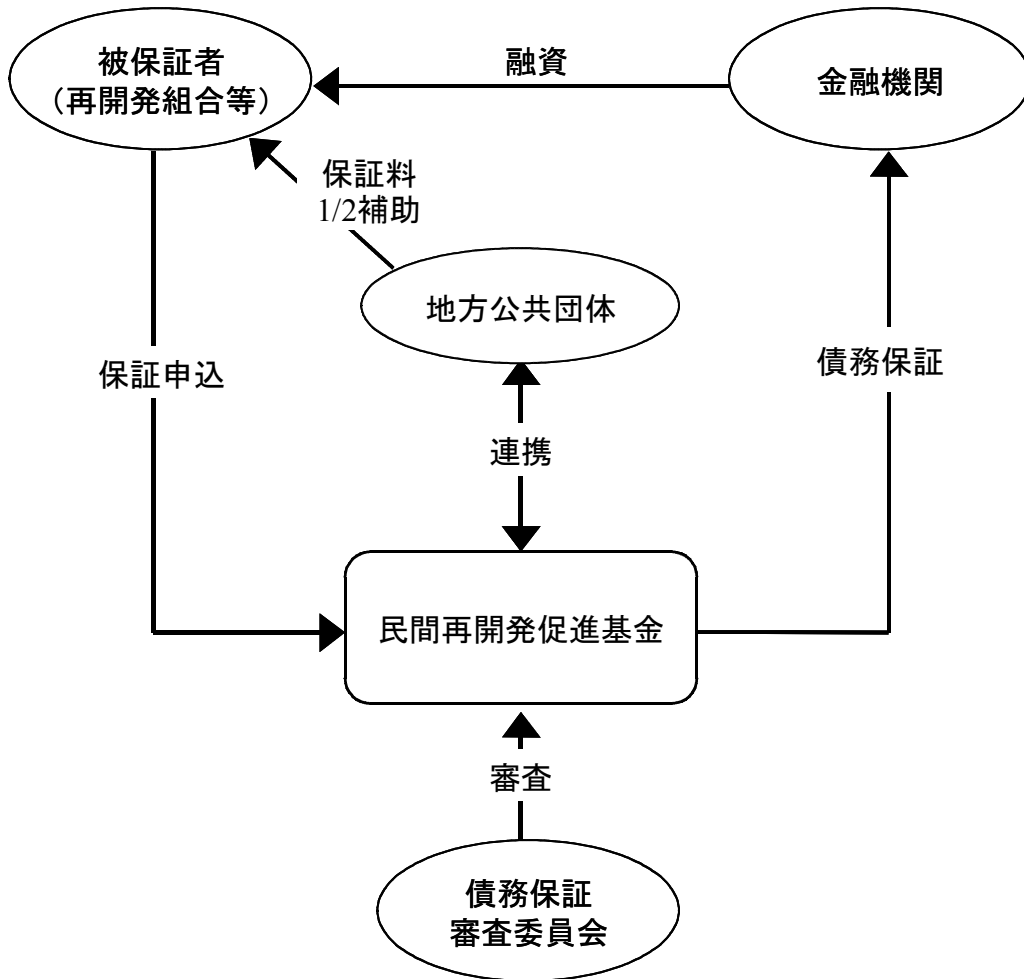 被保証者
（再開発組合等）
融資
金融機関
保証料
1/2補助
地方公共団体
保証申込
債務保証
連携
民間再開発促進基金
審査
債務保証
審査委員会